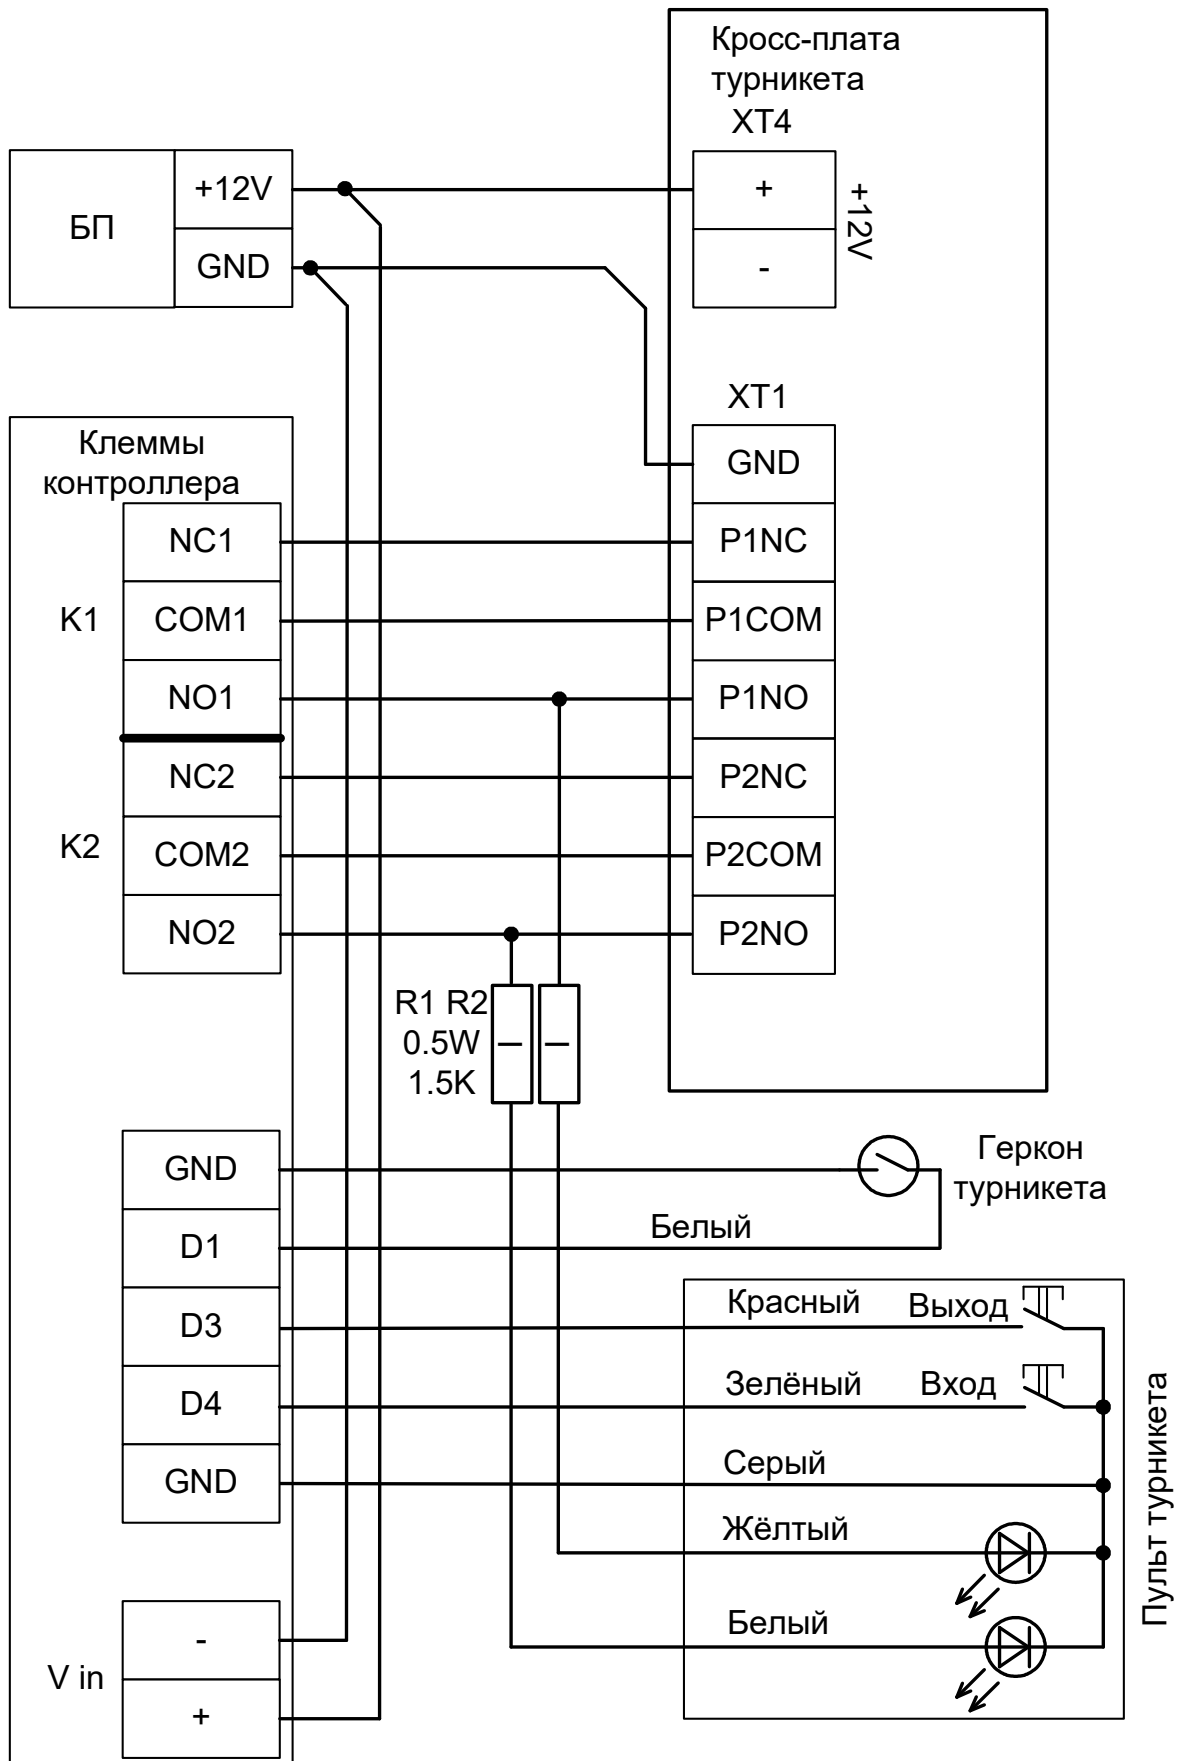 Кросс-плата
турникета
XT4
БП
+12V
GND
+
-
+12V
XT1
Клеммы
контроллера
K1
NC1
COM1
NO1
K2
NC2
COM2
NO2
GND
P1NC
P1COM
P1NO
P2NC
P2COM
P2NO
R1 R2
0.5W
1.5K
GND
D1
D3
D4
GND
Геркон
турникета
Белый
Красный Выход
Зелёный Вход
Серый
Жёлтый
Белый
Пульт турникета
V in
-
+